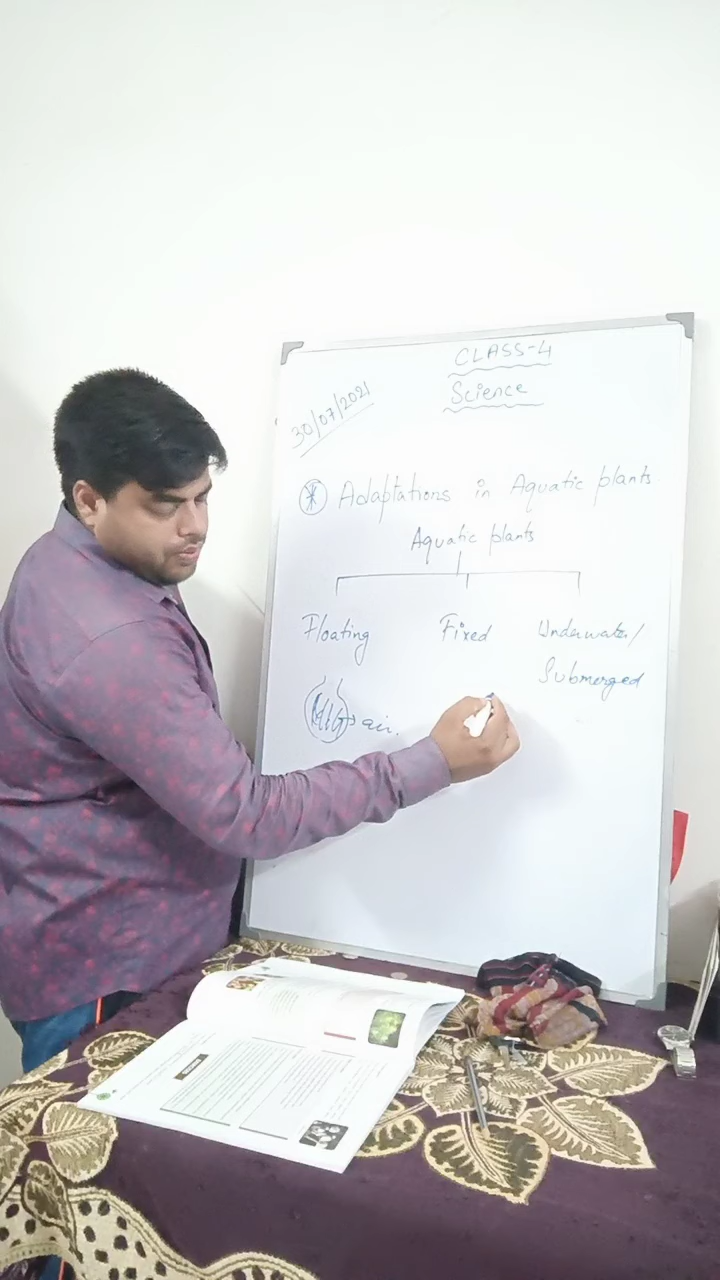 CLASS-4
Science
30/07/2021
Adaptations in Aquatic plants
Aquatic plants
Floating Fixed Underwater/
Submerged
air.